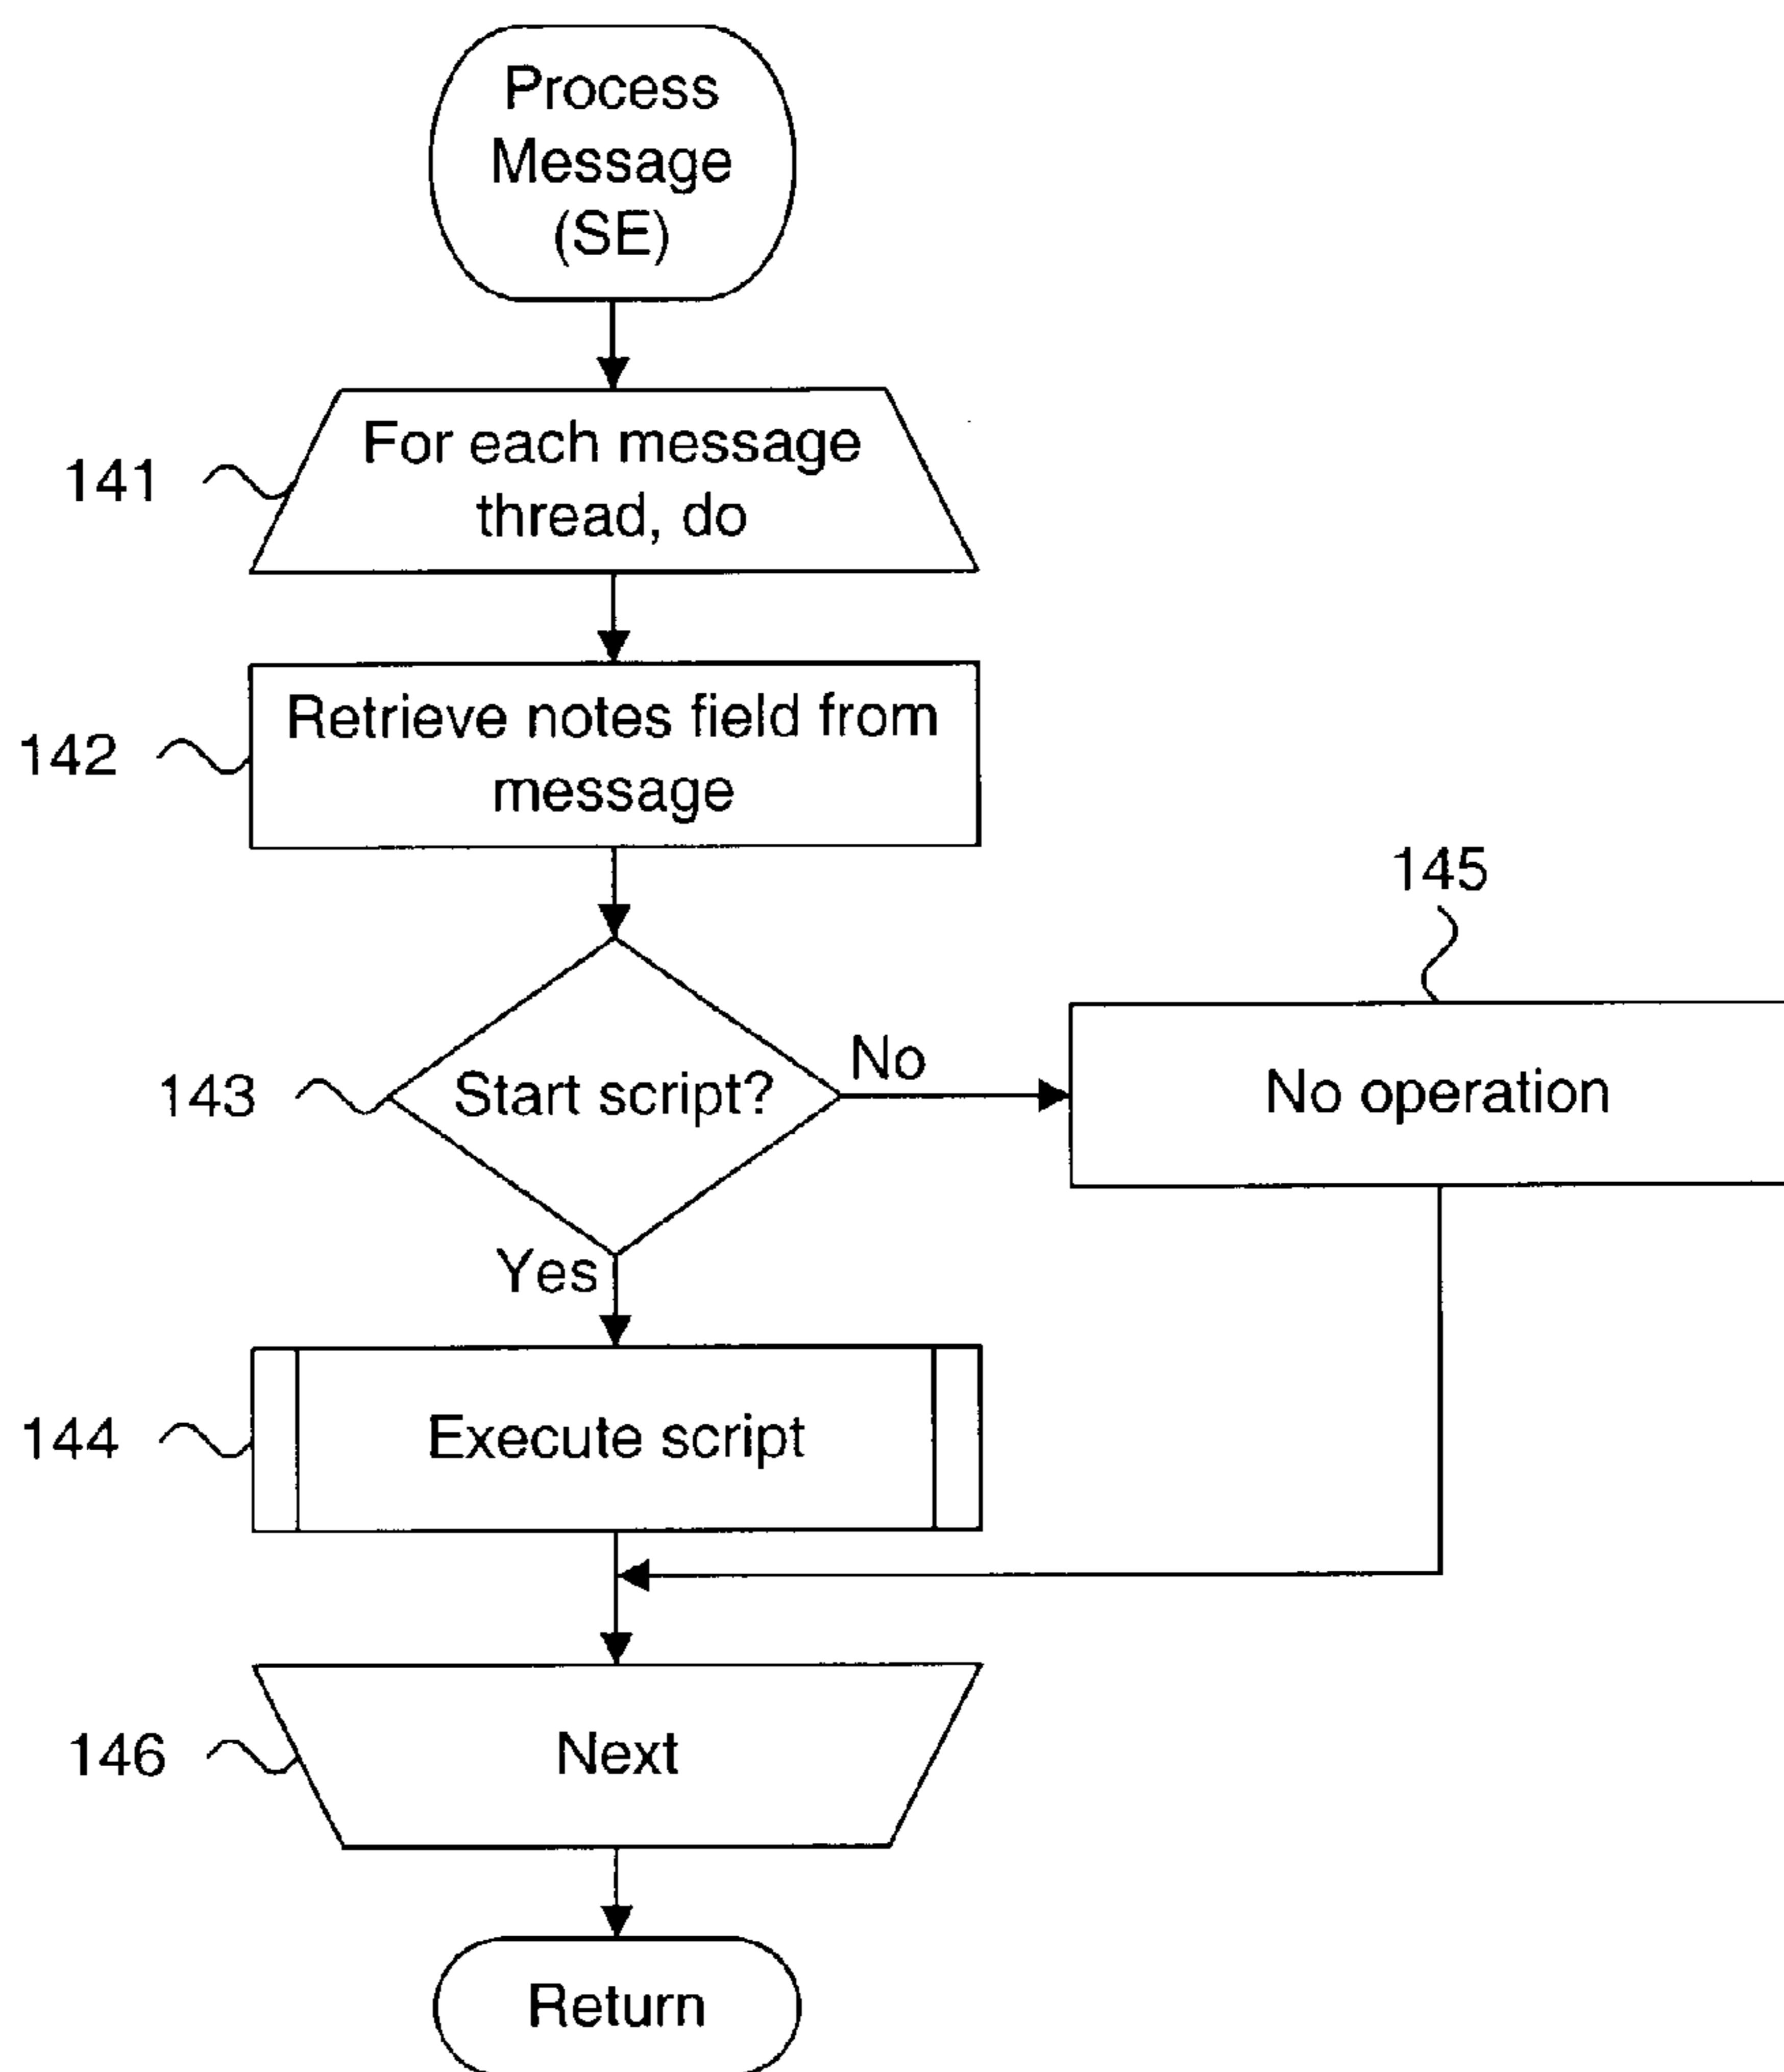 Process
Message
(SE)
141
For each message
thread, do
142
Retrieve notes field from
message
143
Start script?
No
145
No operation
Yes
144
Execute script
146
Next
Return